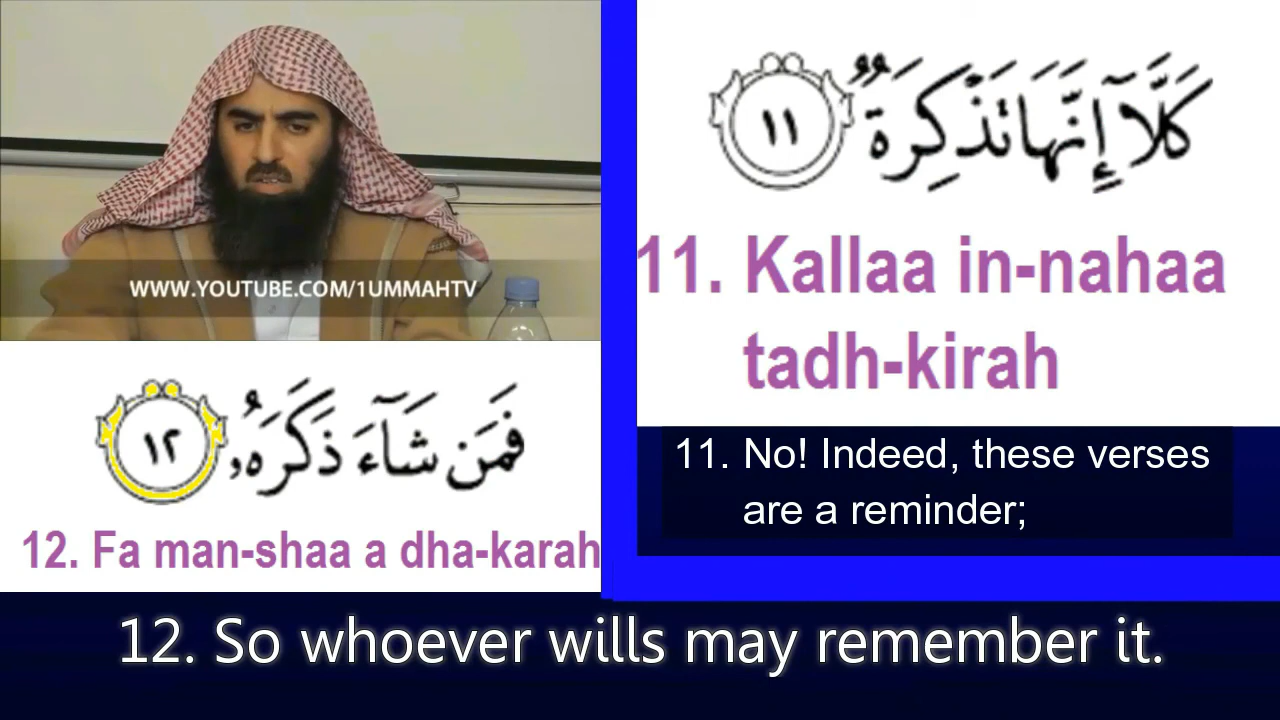 WWW.YOUTUBE.COM/1UMMAHTV
كَلَّآ إِنَّهَا تَذْكِرَةٌ ١١
11. Kallaa in-nahaa
tadh-kirah
11. No! Indeed, these verses
are a reminder;
فَمَن شَآءَ ذَكَرَهُۥ ١٢
12. Fa man-shaa a dha-karah
12. So whoever wills may remember it.